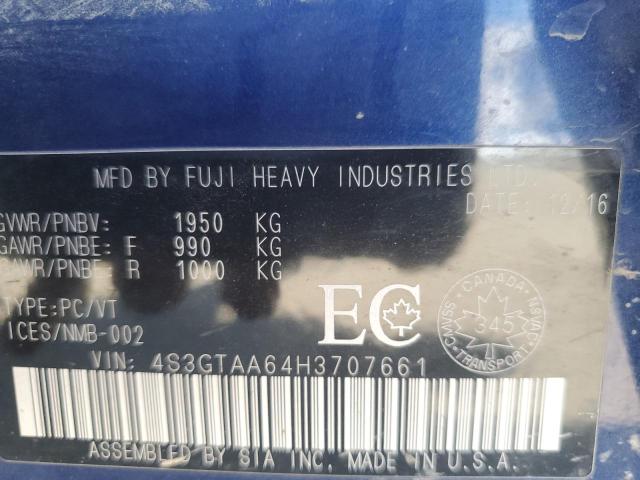 MFD BY FUJI HEAVY INDUSTRIES LTD.
DATE: 12/16
GVWR/PNBV: 1950 KG
GAWR/PNBE: F 990 KG
GAWR/PNBE: R 1000 KG
TYPE:PC/VT
ICES/NMB-002
EC
CANADA
345
TRANSPORT
CMVSS
NSVAC
VIN: 4S3GTAA64H3707661
ASSEMBLED BY SIA INC. MADE IN U.S.A.